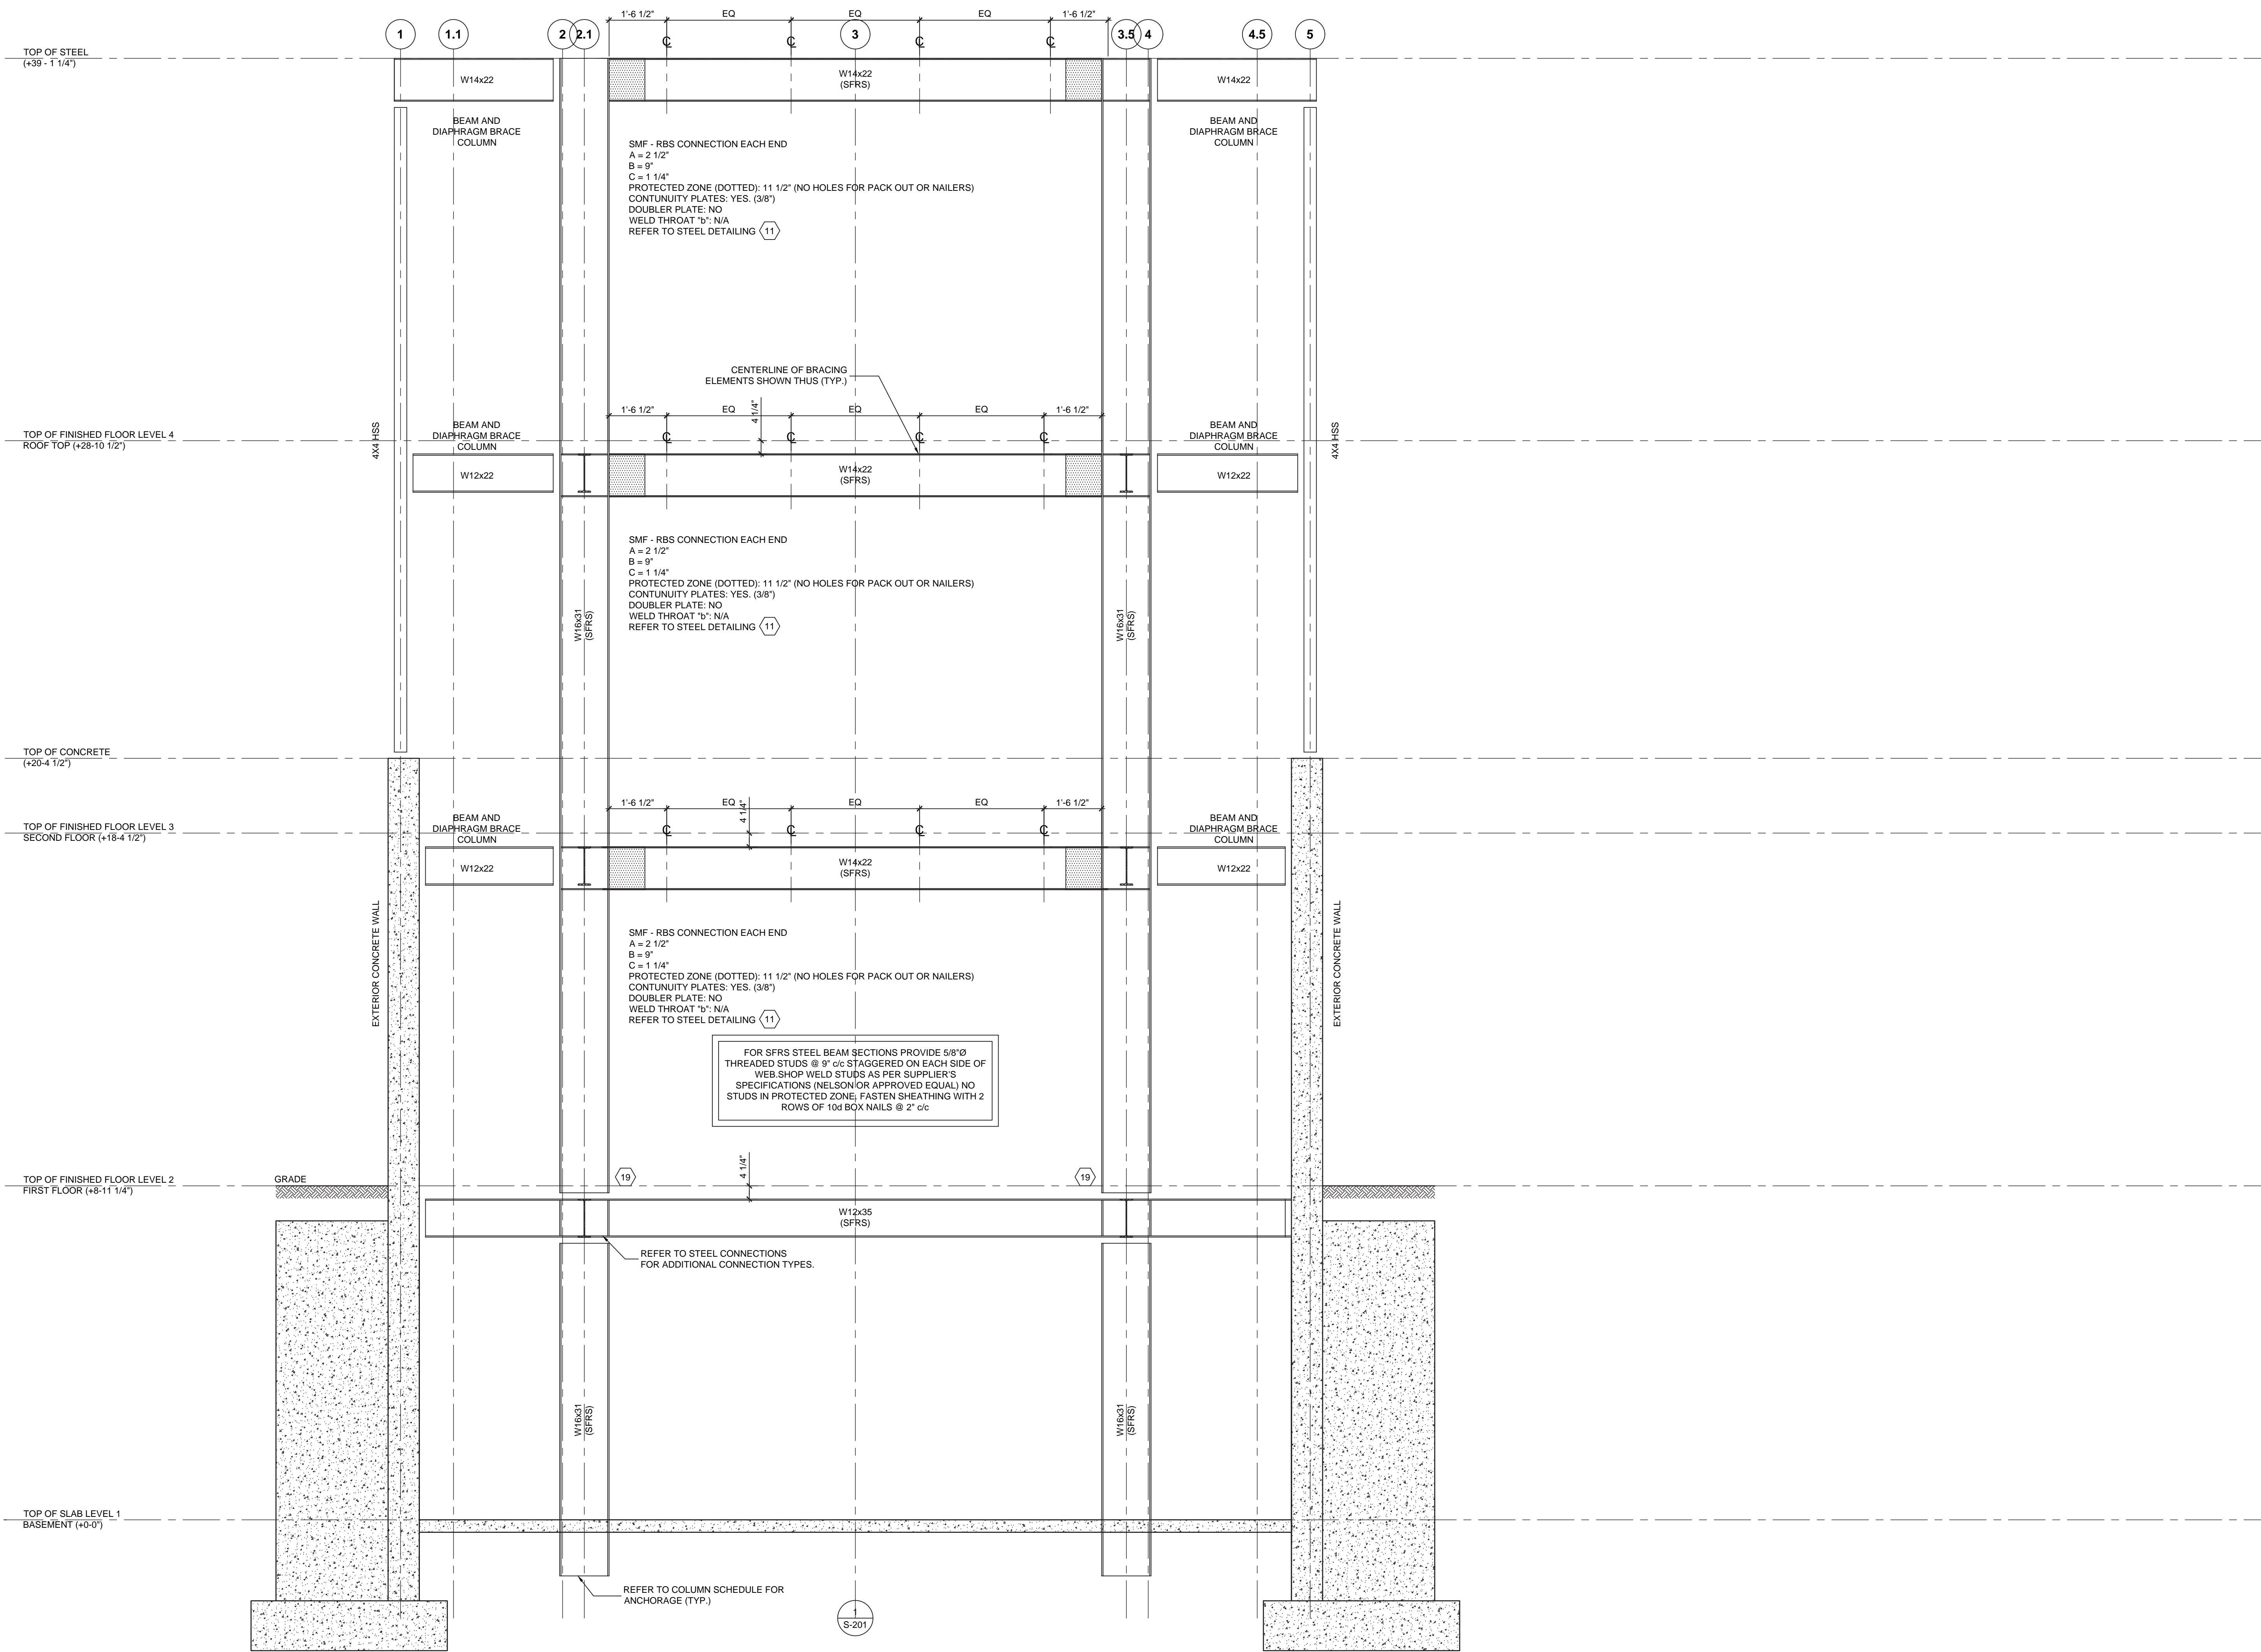 1
1.1
2
2.1
3
3.5
4
4.5
5
1'-6 1/2"
EQ
EQ
EQ
1'-6 1/2"
℄
℄
℄
℄
TOP OF STEEL
(+39 - 1 1/4")
W14x22
W14x22
(SFRS)
W14x22
BEAM AND
DIAPHRAGM BRACE
COLUMN
BEAM AND
DIAPHRAGM BRACE
COLUMN
SMF - RBS CONNECTION EACH END
A = 2 1/2"
B = 9"
C = 1 1/4"
PROTECTED ZONE (DOTTED): 11 1/2" (NO HOLES FOR PACK OUT OR NAILERS)
CONTUNUITY PLATES: YES. (3/8")
DOUBLER PLATE: NO
WELD THROAT "b": N/A
REFER TO STEEL DETAILING 11
CENTERLINE OF BRACING
ELEMENTS SHOWN THUS (TYP.)
1'-6 1/2"
EQ
4 1/4"
EQ
EQ
1'-6 1/2"
℄
℄
℄
℄
TOP OF FINISHED FLOOR LEVEL 4
ROOF TOP (+28-10 1/2")
4X4 HSS
BEAM AND
DIAPHRAGM BRACE
COLUMN
BEAM AND
DIAPHRAGM BRACE
COLUMN
4X4 HSS
W12x22
W14x22
(SFRS)
W12x22
SMF - RBS CONNECTION EACH END
A = 2 1/2"
B = 9"
C = 1 1/4"
PROTECTED ZONE (DOTTED): 11 1/2" (NO HOLES FOR PACK OUT OR NAILERS)
CONTUNUITY PLATES: YES. (3/8")
DOUBLER PLATE: NO
WELD THROAT "b": N/A
REFER TO STEEL DETAILING 11
W16x31
(SFRS)
W16x31
(SFRS)
TOP OF CONCRETE
(+20-4 1/2")
1'-6 1/2"
EQ
4 1/4"
EQ
EQ
1'-6 1/2"
℄
℄
℄
℄
TOP OF FINISHED FLOOR LEVEL 3
SECOND FLOOR (+18-4 1/2")
BEAM AND
DIAPHRAGM BRACE
COLUMN
BEAM AND
DIAPHRAGM BRACE
COLUMN
W12x22
W14x22
(SFRS)
W12x22
EXTERIOR CONCRETE WALL
EXTERIOR CONCRETE WALL
SMF - RBS CONNECTION EACH END
A = 2 1/2"
B = 9"
C = 1 1/4"
PROTECTED ZONE (DOTTED): 11 1/2" (NO HOLES FOR PACK OUT OR NAILERS)
CONTUNUITY PLATES: YES. (3/8")
DOUBLER PLATE: NO
WELD THROAT "b": N/A
REFER TO STEEL DETAILING 11
FOR SFRS STEEL BEAM SECTIONS PROVIDE 5/8"Ø
THREADED STUDS @ 9" c/c STAGGERED ON EACH SIDE OF
WEB.SHOP WELD STUDS AS PER SUPPLIER'S
SPECIFICATIONS (NELSON OR APPROVED EQUAL) NO
STUDS IN PROTECTED ZONE. FASTEN SHEATHING WITH 2
ROWS OF 10d BOX NAILS @ 2" c/c
TOP OF FINISHED FLOOR LEVEL 2
FIRST FLOOR (+8-11 1/4")
GRADE
19
4 1/4"
19
W12x35
(SFRS)
REFER TO STEEL CONNECTIONS
FOR ADDITIONAL CONNECTION TYPES.
W16x31
(SFRS)
W16x31
(SFRS)
TOP OF SLAB LEVEL 1
BASEMENT (+0-0")
REFER TO COLUMN SCHEDULE FOR
ANCHORAGE (TYP.)
1
S-201